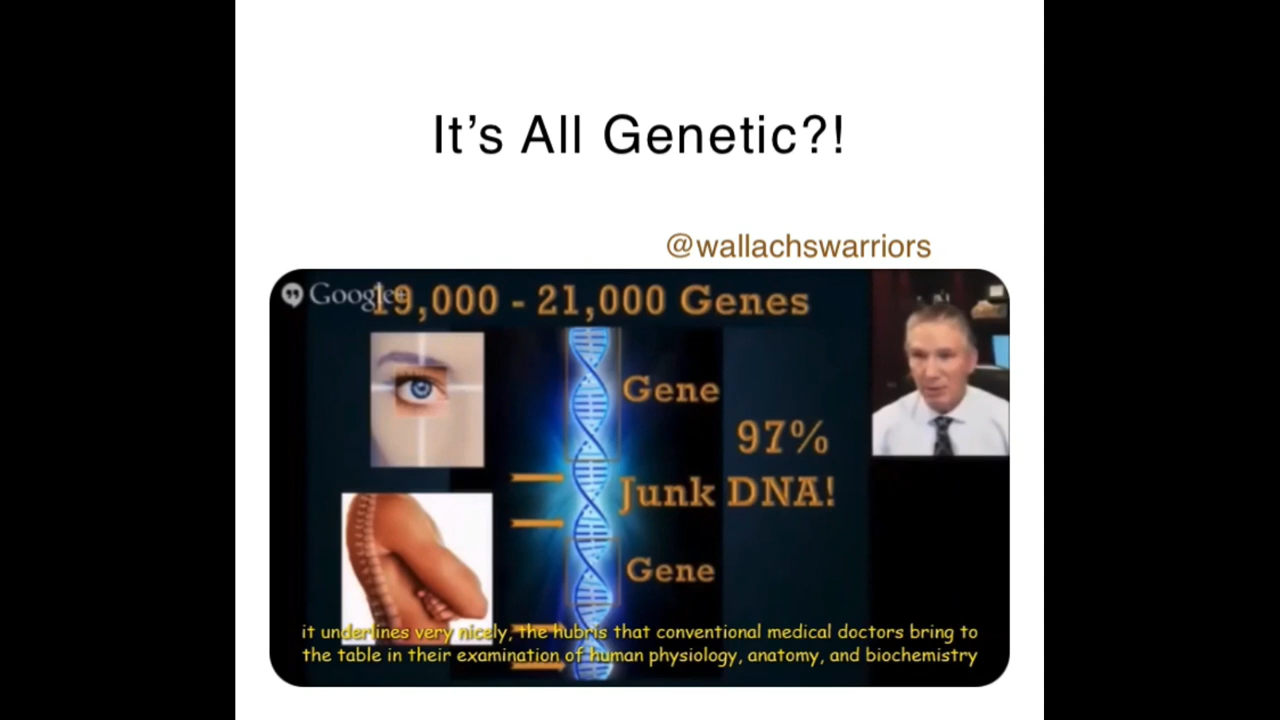 It's All Genetic?!
@wallachswarriors
Google+
19,000 - 21,000 Genes
Gene
97%
Junk DNA!
Gene
it underlines very nicely, the hubris that conventional medical doctors bring to
the table in their examination of human physiology, anatomy, and biochemistry